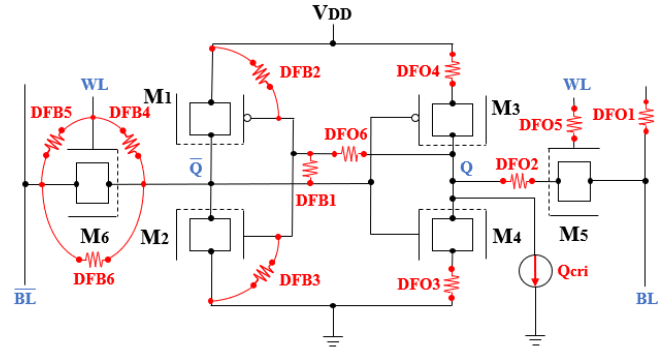 VDD
WL
DFB5
DFB4
M1
DFB2
DFO4
M3
WL
DFO1
DFO5
DFO6
Q̅
DFB1
Q
DFO2
M6
M2
M4
M5
DFB6
DFB3
DFO3
Qcri
B̅L̅
BL